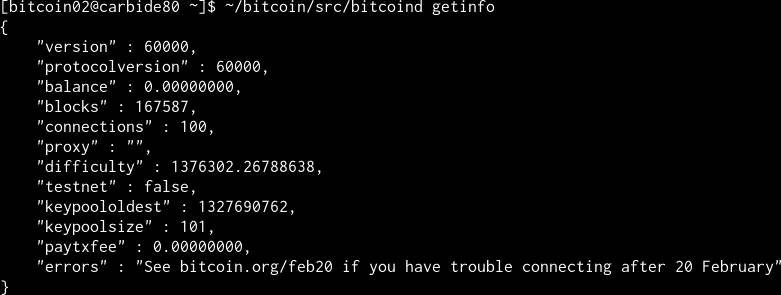 [bitcoin02@carbide80 ~]$ ~/bitcoin/src/bitcoind getinfo
{
    "version" : 60000,
    "protocolversion" : 60000,
    "balance" : 0.00000000,
    "blocks" : 167587,
    "connections" : 100,
    "proxy" : "",
    "difficulty" : 1376302.26788638,
    "testnet" : false,
    "keypoololdest" : 1327690762,
    "keypoolsize" : 101,
    "paytxfee" : 0.00000000,
    "errors" : "See bitcoin.org/feb20 if you have trouble connecting after 20 February"
}